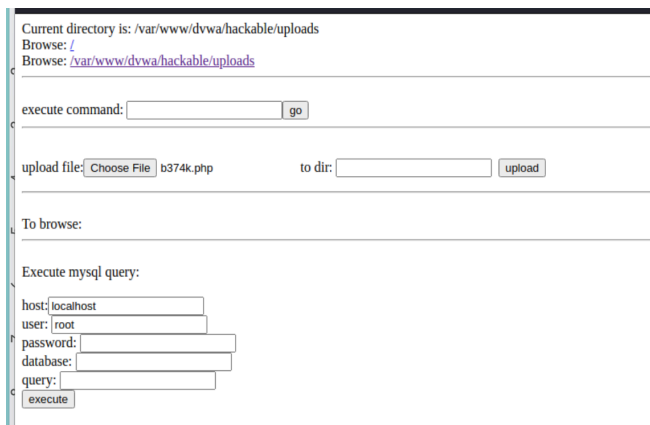 Current directory is: /var/www/dvwa/hackable/uploads
Browse: /
Browse: /var/www/dvwa/hackable/uploads
execute command: go
upload file: Choose File b374k.php to dir: upload
To browse:
Execute mysql query:
host: localhost
user: root
password:
database:
query:
execute